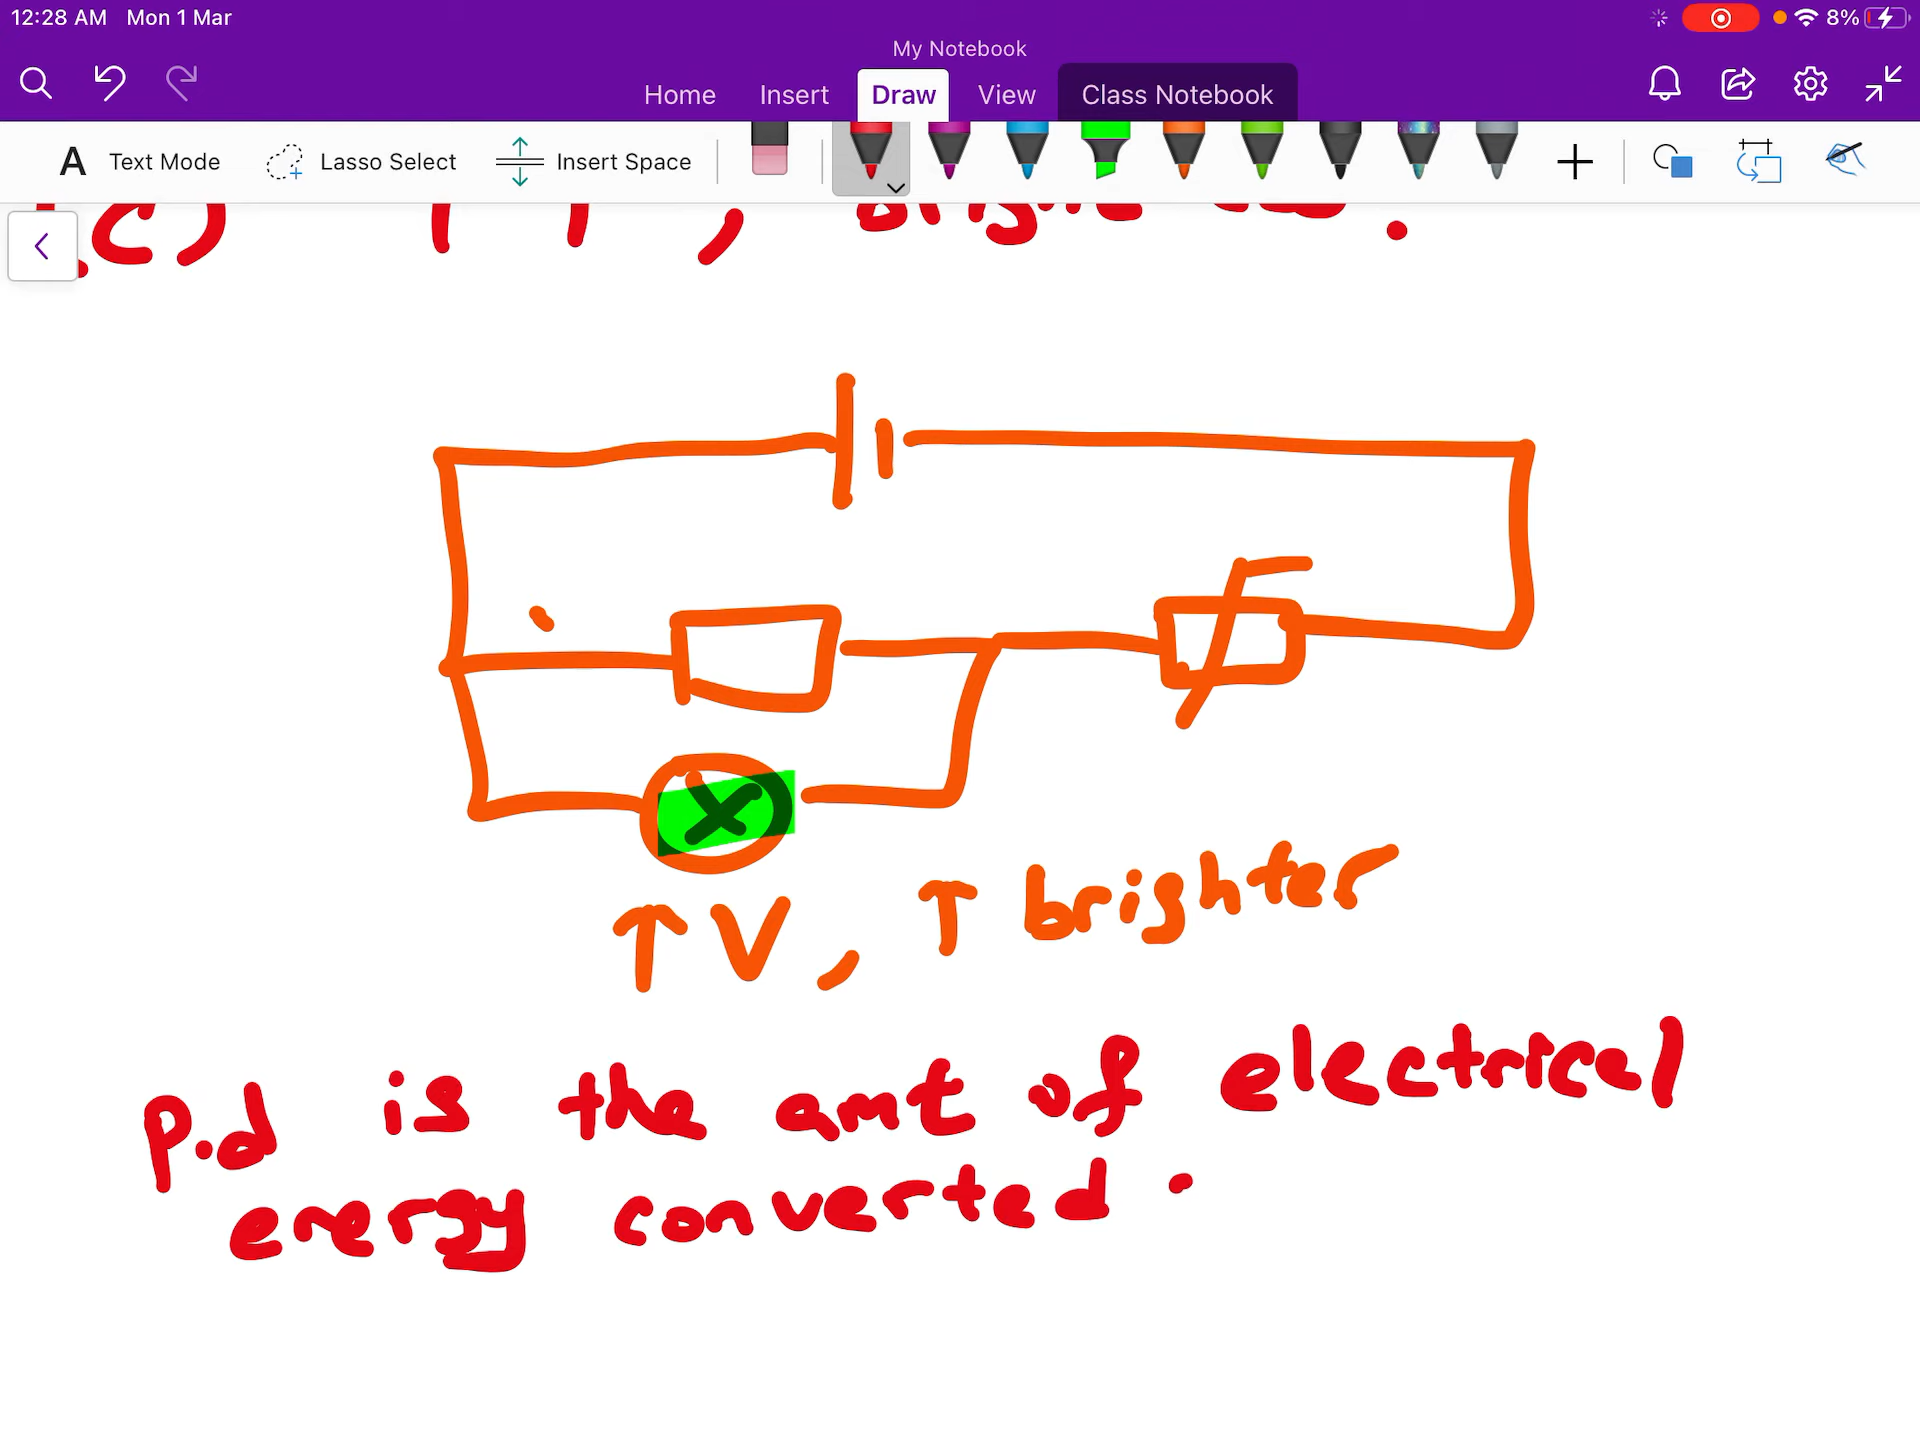 12:28 AM Mon 1 Mar
8%
My Notebook
Home Insert Draw View Class Notebook
A Text Mode Lasso Select Insert Space
(c)
↑V, ↑ brighter
p.d is the amt of electrical
energy converted.